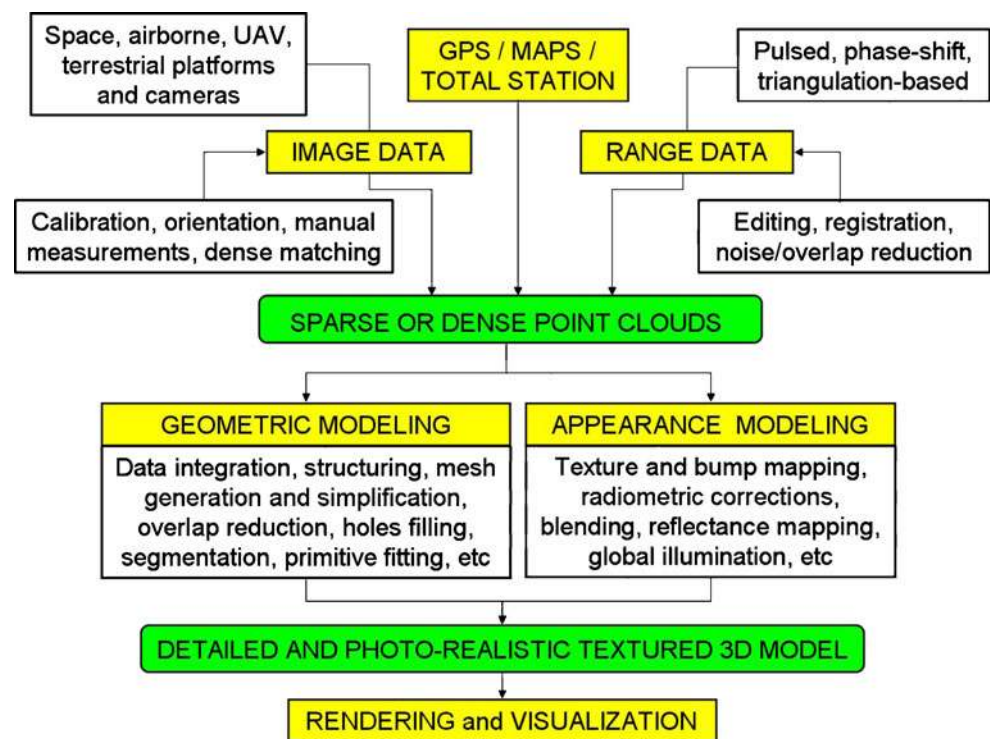 Space, airborne, UAV,
terrestrial platforms
and cameras
GPS / MAPS /
TOTAL STATION
Pulsed, phase-shift,
triangulation-based
IMAGE DATA
RANGE DATA
Calibration, orientation, manual
measurements, dense matching
Editing, registration,
noise/overlap reduction
SPARSE OR DENSE POINT CLOUDS
GEOMETRIC MODELING
Data integration, structuring, mesh
generation and simplification,
overlap reduction, holes filling,
segmentation, primitive fitting, etc
APPEARANCE MODELING
Texture and bump mapping,
radiometric corrections,
blending, reflectance mapping,
global illumination, etc
DETAILED AND PHOTO-REALISTIC TEXTURED 3D MODEL
RENDERING and VISUALIZATION